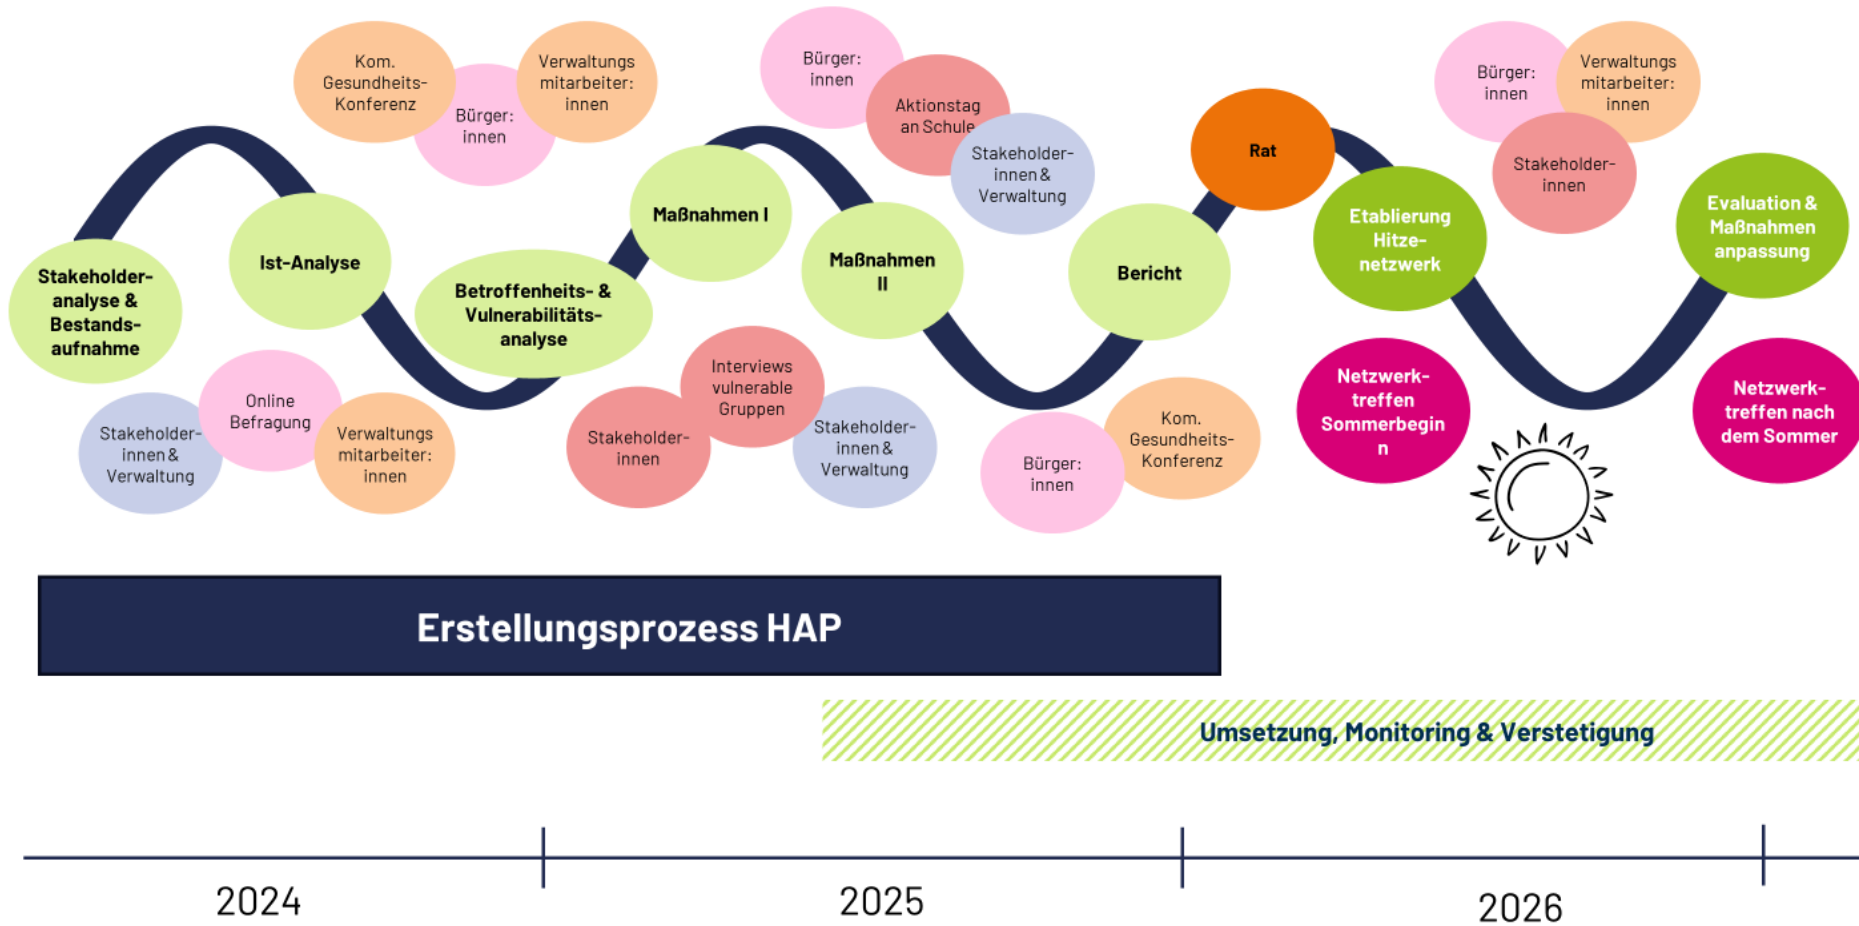 Kom.
Gesundheits-
Konferenz
Bürger:
innen
Verwaltungs
mitarbeiter:
innen
Bürger:
innen
Aktionstag
an Schule
Stakeholder-
innen &
Verwaltung
Bürger:
innen
Verwaltungs
mitarbeiter:
innen
Stakeholder-
innen
Stakeholder-
analyse &
Bestands-
aufnahme
Ist-Analyse
Betroffenheits- &
Vulnerabilitäts-
analyse
Maßnahmen I
Maßnahmen
II
Bericht
Rat
Etablierung
Hitze-
netzwerk
Evaluation &
Maßnahmen
anpassung
Stakeholder-
innen &
Verwaltung
Online
Befragung
Verwaltungs
mitarbeiter:
innen
Stakeholder-
innen
Interviews
vulnerable
Gruppen
Stakeholder-
innen &
Verwaltung
Bürger:
innen
Kom.
Gesundheits-
Konferenz
Netzwerk-
treffen
Sommerbegin
n
Netzwerk-
treffen nach
dem Sommer
Erstellungsprozess HAP
Umsetzung, Monitoring & Verstetigung
2024
2025
2026